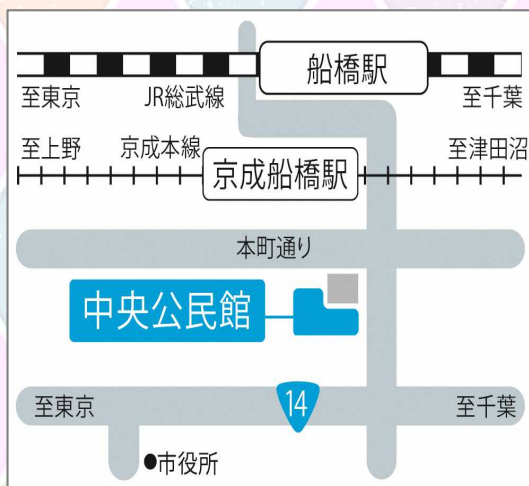 船橋駅
至東京
JR総武線
至千葉
至上野
京成本線
京成船橋駅
至津田沼
本町通り
中央公民館
14
至東京
至千葉
●市役所